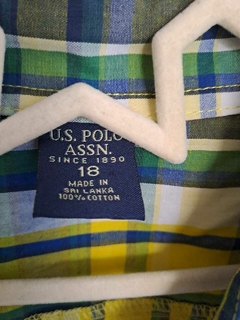 U.S. POLO
ASSN.
SINCE 1890
18
MADE IN
SRI LANKA
100% COTTON